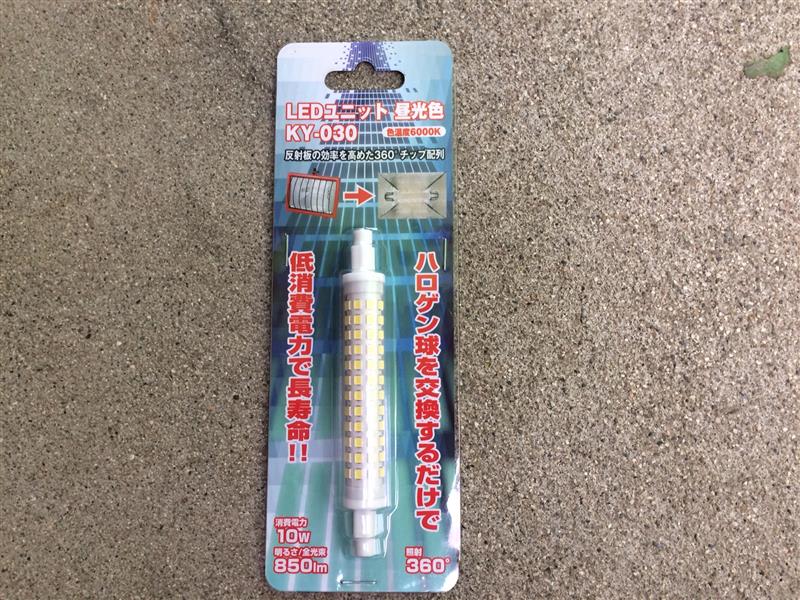 LEDユニット 昼光色
KY-030
色温度6000K
反射板の効率を高めた360°チップ配列
ハロゲン球を交換するだけで
低消費電力で長寿命!!
消費電力
10W
明るさ/全光束
850lm
照射
360°